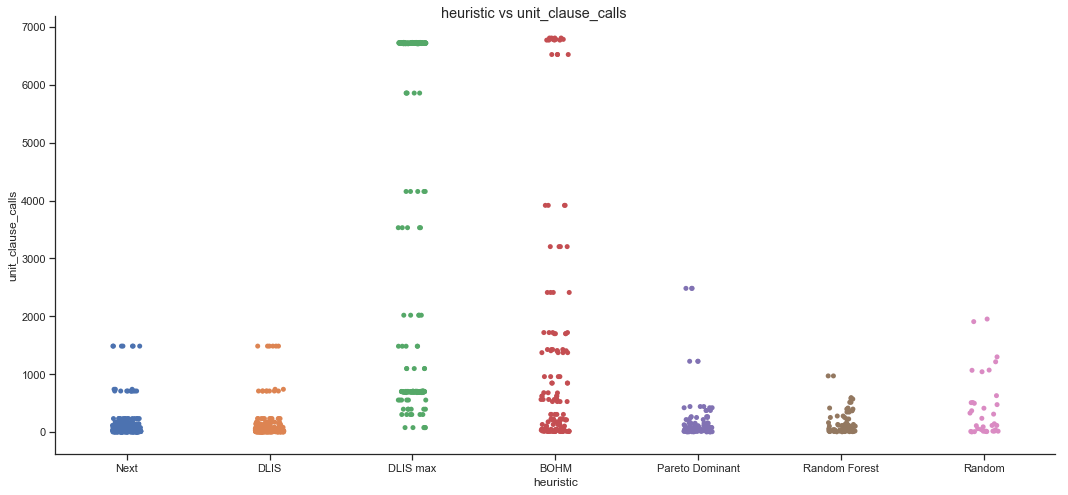 heuristic vs unit_clause_calls
7000
6000
5000
4000
3000
2000
1000
0
unit_clause_calls
Next DLIS DLIS max BOHM Pareto Dominant Random Forest Random
heuristic